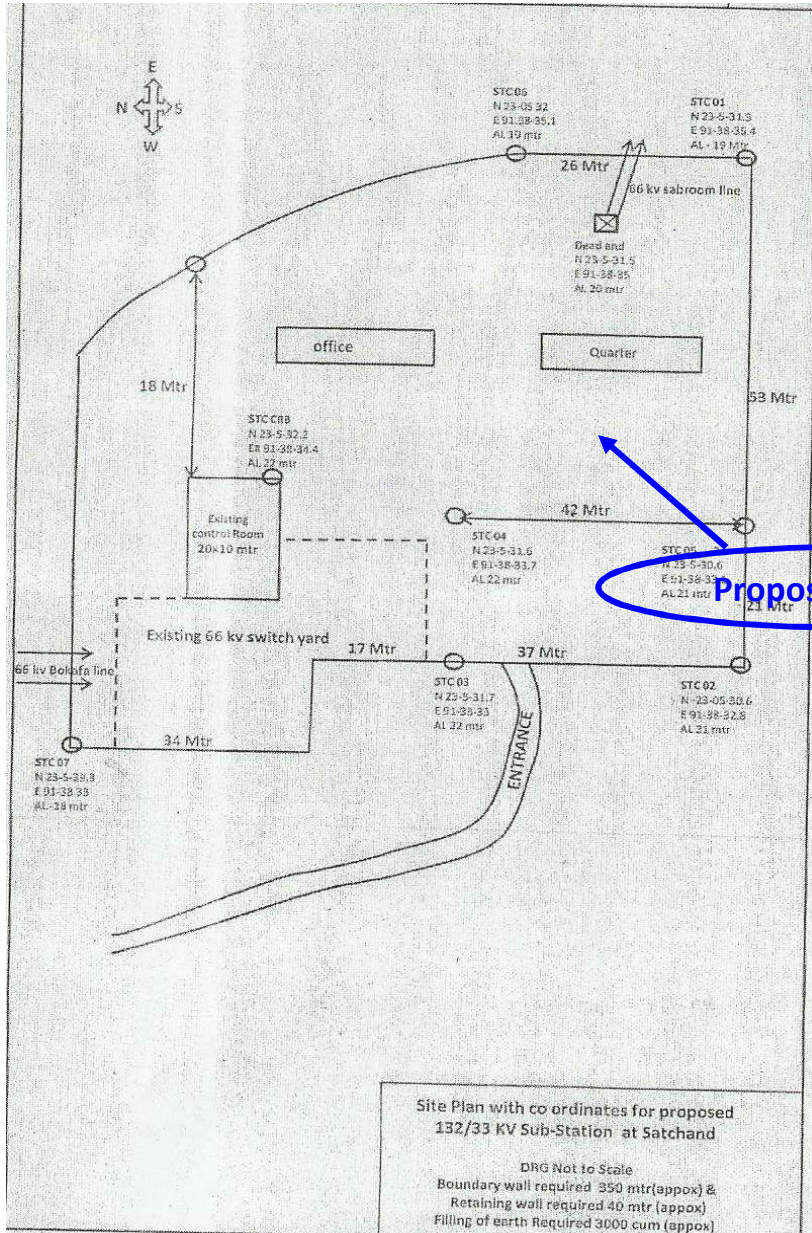 E
N S
W
STC 06
N 23-05 32
E 91-38-35.1
AL 19 mtr
STC 01
N 23-5-31.3
E 91-38-35.4
AL - 19 Mtr
26 Mtr
66 kv sabroom line
Dead end
N 23-5-31.5
E 91-38-35
AL 20 mtr
office
Quarter
18 Mtr
53 Mtr
STC CRB
N 23-5-32.2
91-38-34.4
AL 22 mtr
Existing
control Room
20×10 mtr
42 Mtr
STC 04
N 23-5-31.6
E 91-38-33.7
AL 22 mtr
STC 05
N 23-5-30.6
E 91-38-33
AL 21 mtr
Propos
21 Mtr
Existing 66 kv switch yard
17 Mtr
37 Mtr
66 kv Bokafa line
STC 03
N 23-5-31.7
E 91-38-33
AL 22 mtr
STC 02
N -23-05-30.6
E 91-38-32.8
AL 21 mtr
34 Mtr
ENTRANCE
STC 07
E 91-38 33
AL -18 mtr
Site Plan with co ordinates for proposed
132/33 KV Sub-Station at Satchand
DRG Not to Scale
Boundary wall required 350 mtr(appox) &
Retaining wall required 40 mtr (appox)
Filling of earth Required 3000 cum (appox)